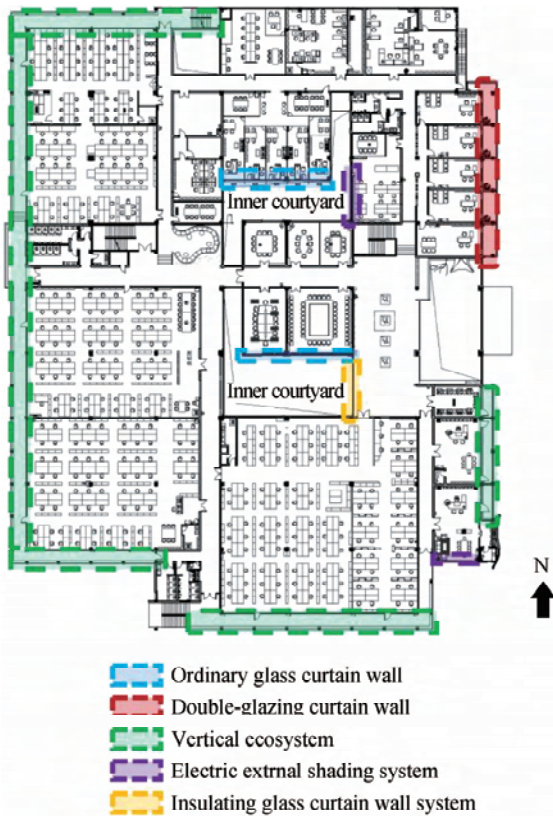 Inner courtyard
Inner courtyard
N
Ordinary glass curtain wall
Double-glazing curtain wall
Vertical ecosystem
Electric extrnal shading system
Insulating glass curtain wall system